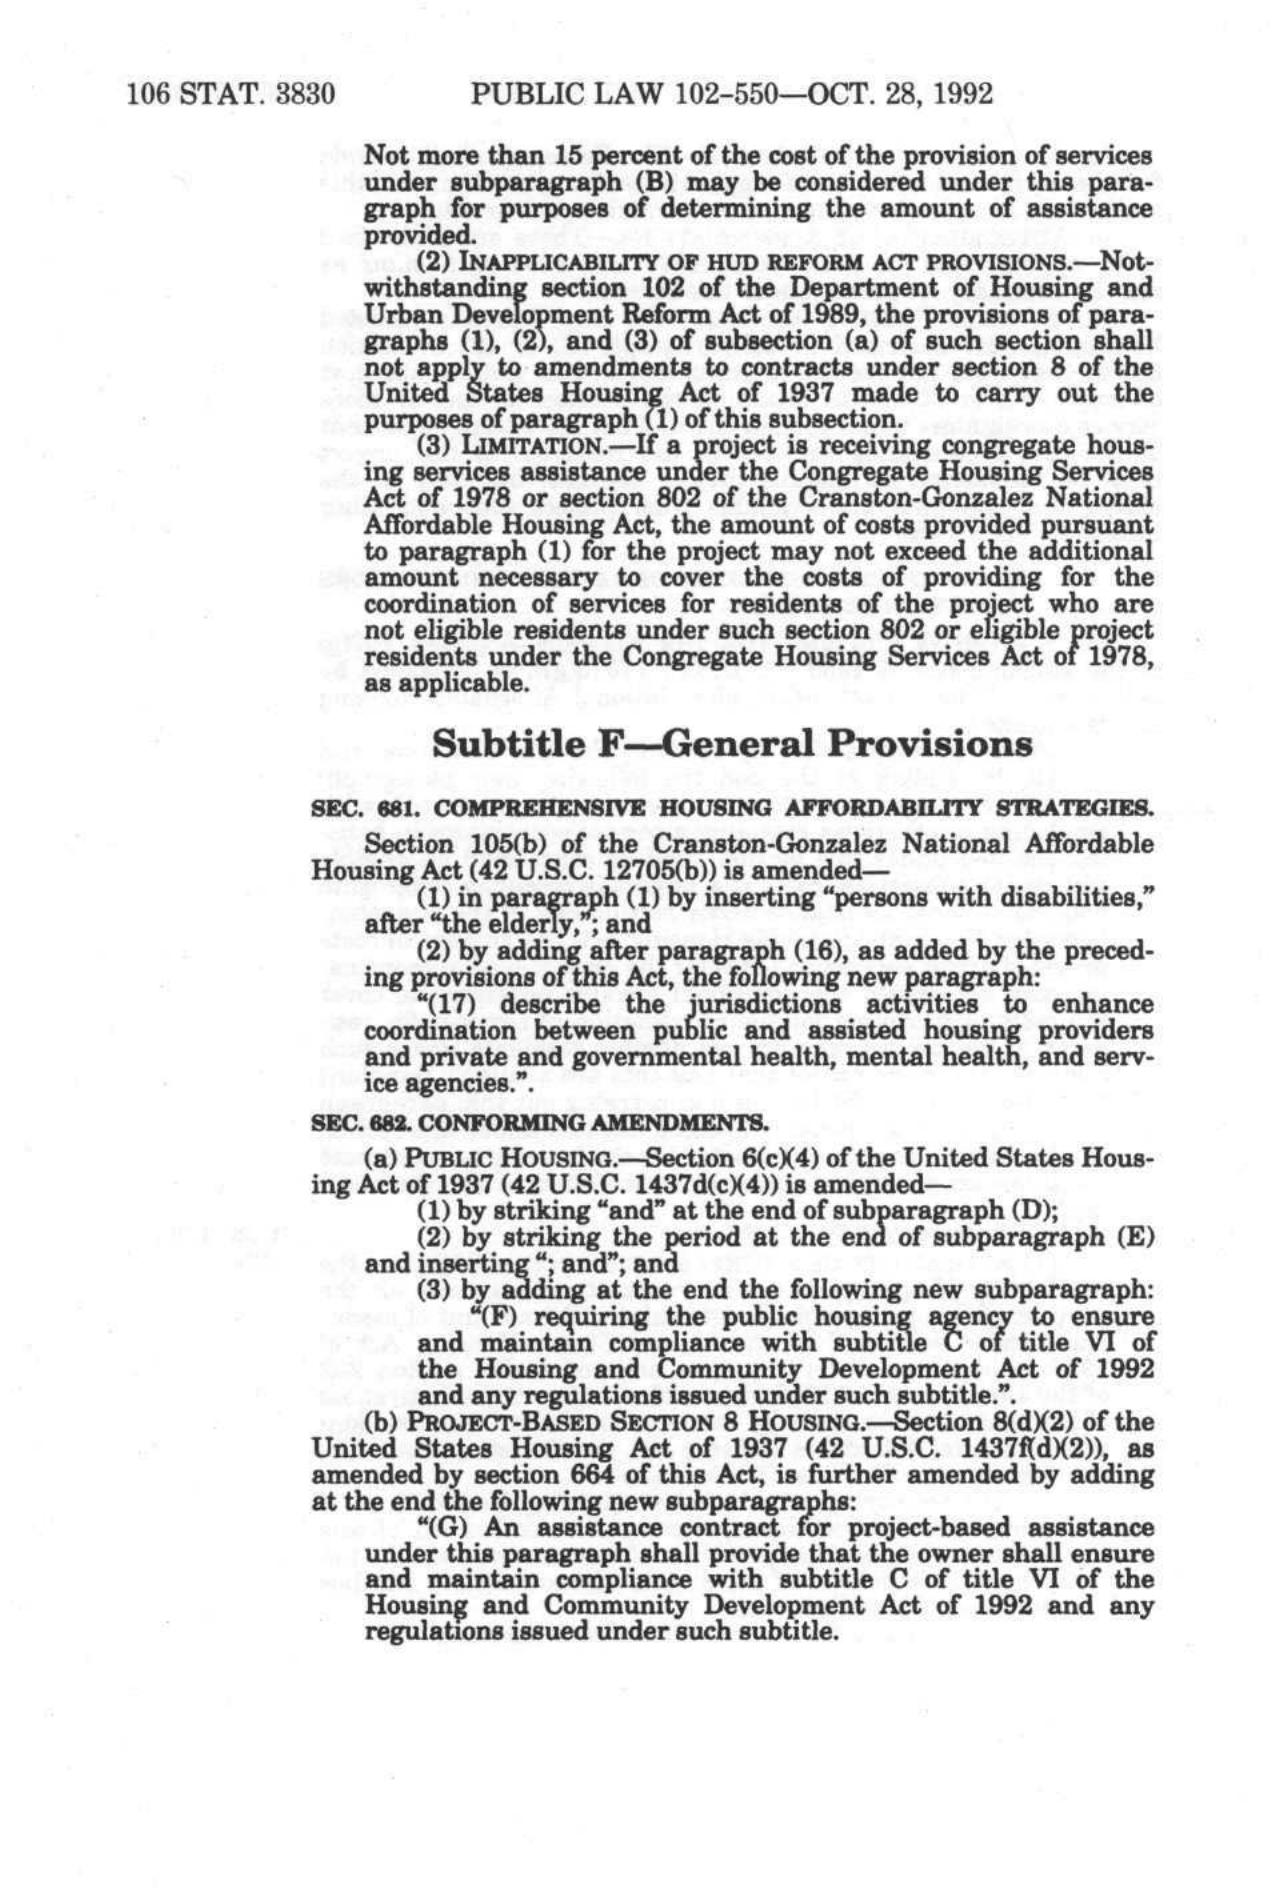 106 STAT. 3830 PUBLIC LAW 102-550—OCT. 28, 1992
Not more than 15 percent of the cost of the provision of services
under subparagraph (B) may be considered under this para-
graph for purposes of determining the amount of assistance
provided.
(2) INAPPLICABILITY OF HUD REFORM ACT PROVISIONS.—Not-
withstanding section 102 of the Department of Housing and
Urban Development Reform Act of 1989, the provisions of para-
graphs (1), (2), and (3) of subsection (a) of such section shall
not apply to amendments to contracts under section 8 of the
United States Housing Act of 1937 made to carry out the
purposes of paragraph (1) of this subsection.
(3) LIMITATION.—If a project is receiving congregate hous-
ing services assistance under the Congregate Housing Services
Act of 1978 or section 802 of the Cranston-Gonzalez National
Affordable Housing Act, the amount of costs provided pursuant
to paragraph (1) for the project may not exceed the additional
amount necessary to cover the costs of providing for the
coordination of services for residents of the project who are
not eligible residents under such section 802 or eligible project
residents under the Congregate Housing Services Act of 1978,
as applicable.
Subtitle F—General Provisions
SEC. 681. COMPREHENSIVE HOUSING AFFORDABILITY STRATEGIES.
Section 105(b) of the Cranston-Gonzalez National Affordable
Housing Act (42 U.S.C. 12705(b)) is amended—
(1) in paragraph (1) by inserting “persons with disabilities,”
after “the elderly,”; and
(2) by adding after paragraph (16), as added by the preced-
ing provisions of this Act, the following new paragraph:
“(17) describe the jurisdictions activities to enhance
coordination between public and assisted housing providers
and private and governmental health, mental health, and serv-
ice agencies.”.
SEC. 682. CONFORMING AMENDMENTS.
(a) PUBLIC HOUSING.—Section 6(c)(4) of the United States Hous-
ing Act of 1937 (42 U.S.C. 1437d(c)(4)) is amended—
(1) by striking “and” at the end of subparagraph (D);
(2) by striking the period at the end of subparagraph (E)
and inserting “; and”; and
(3) by adding at the end the following new subparagraph:
“(F) requiring the public housing agency to ensure
and maintain compliance with subtitle C of title VI of
the Housing and Community Development Act of 1992
and any regulations issued under such subtitle.”.
(b) PROJECT-BASED SECTION 8 HOUSING.—Section 8(d)(2) of the
United States Housing Act of 1937 (42 U.S.C. 1437f(d)(2)), as
amended by section 664 of this Act, is further amended by adding
at the end the following new subparagraphs:
“(G) An assistance contract for project-based assistance
under this paragraph shall provide that the owner shall ensure
and maintain compliance with subtitle C of title VI of the
Housing and Community Development Act of 1992 and any
regulations issued under such subtitle.